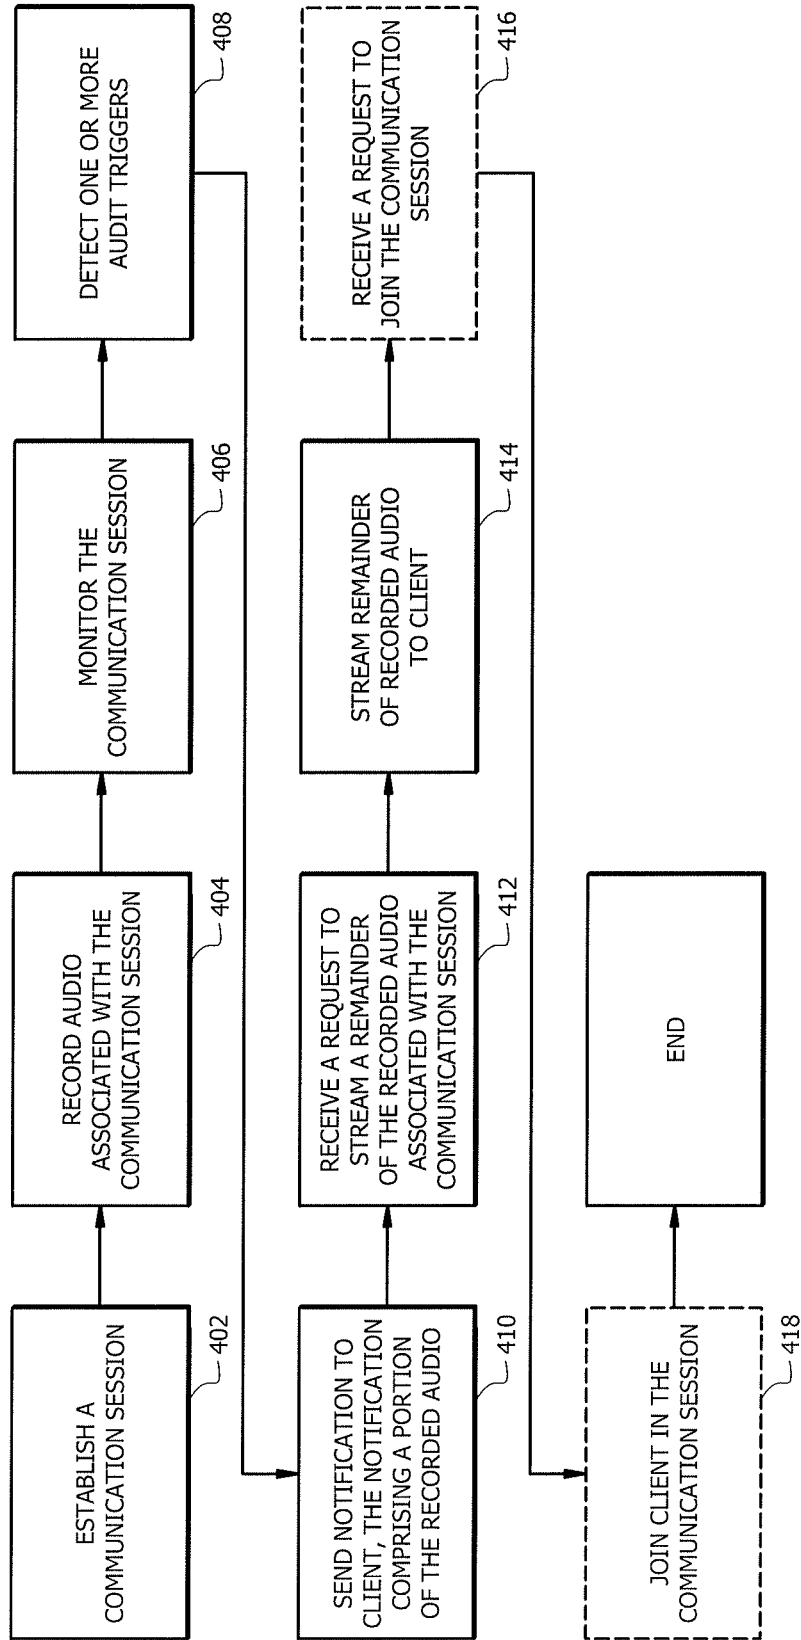 ESTABLISH A
COMMUNICATION SESSION
402
RECORD AUDIO
ASSOCIATED WITH THE
COMMUNICATION SESSION
404
MONITOR THE
COMMUNICATION SESSION
406
DETECT ONE OR MORE
AUDIT TRIGGERS
408
SEND NOTIFICATION TO
CLIENT, THE NOTIFICATION
COMPRISING A PORTION
OF THE RECORDED AUDIO
410
RECEIVE A REQUEST TO
STREAM A REMAINDER
OF THE RECORDED AUDIO
ASSOCIATED WITH THE
COMMUNICATION SESSION
412
STREAM REMAINDER
OF RECORDED AUDIO
TO CLIENT
414
RECEIVE A REQUEST TO
JOIN THE COMMUNICATION
SESSION
416
JOIN CLIENT IN THE
COMMUNICATION SESSION
418
END